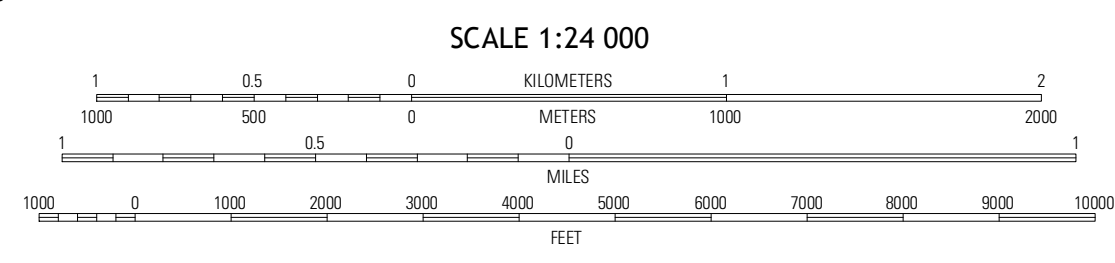 SCALE 1:24 000
1 0.5 0 KILOMETERS 1 2
1000 500 0 METERS 1000 2000
1 0.5 0 1
MILES
1000 0 1000 2000 3000 4000 5000 6000 7000 8000 9000 10000
FEET